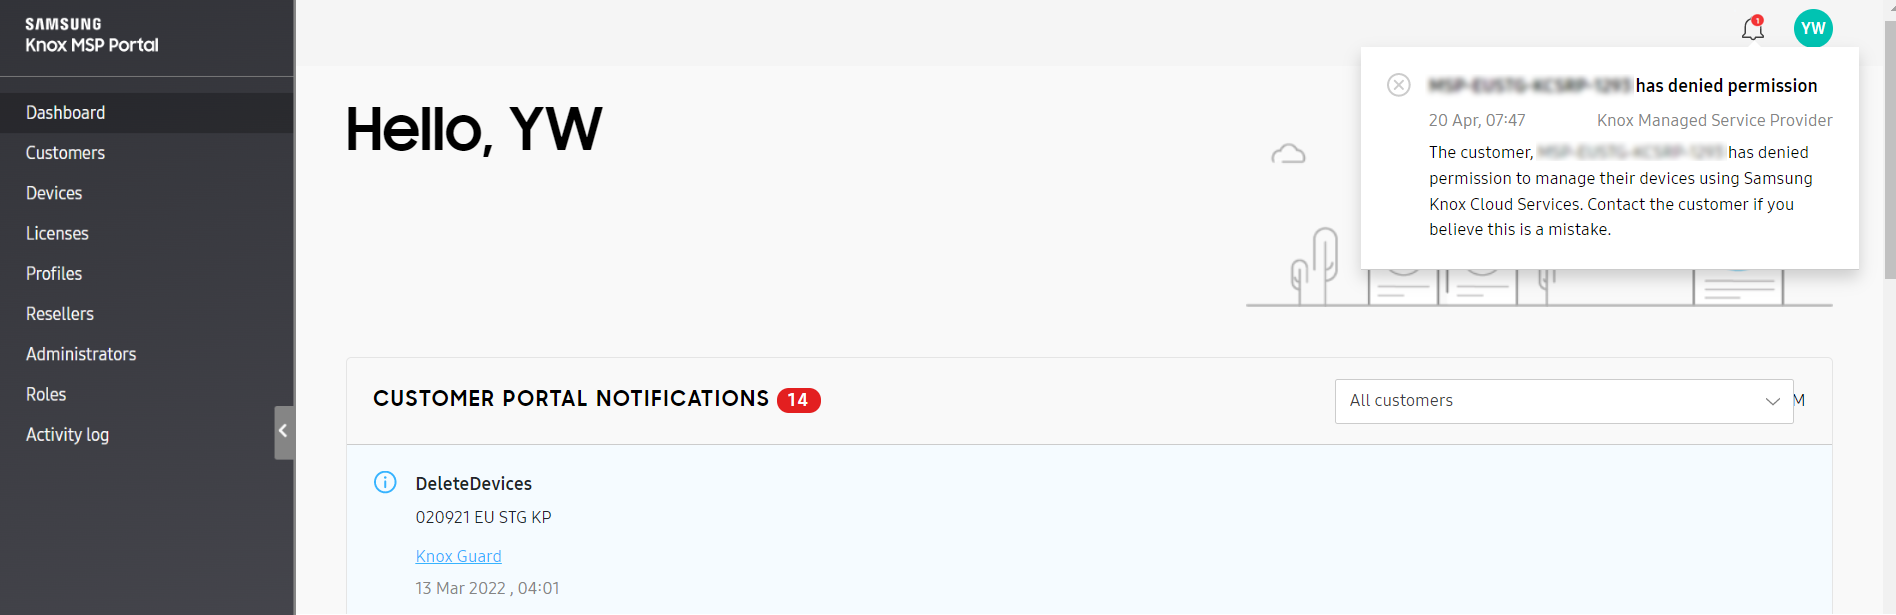 SAMSUNG
Knox MSP Portal
Dashboard
Customers
Devices
Licenses
Profiles
Resellers
Administrators
Roles
Activity log
1
YW
Hello, YW
has denied permission
20 Apr, 07:47 Knox Managed Service Provider
The customer, has denied
permission to manage their devices using Samsung
Knox Cloud Services. Contact the customer if you
believe this is a mistake.
CUSTOMER PORTAL NOTIFICATIONS 14
All customers M
DeleteDevices
020921 EU STG KP
Knox Guard
13 Mar 2022 , 04:01